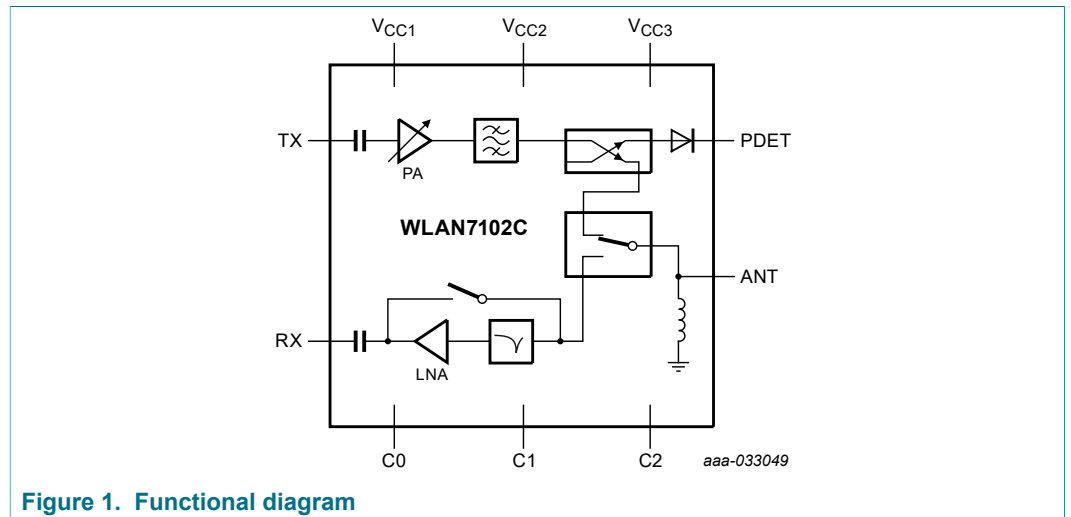 VCC1
VCC2
VCC3
TX
PA
PDET
WLAN7102C
ANT
RX
LNA
C0
C1
C2
aaa-033049
Figure 1. Functional diagram